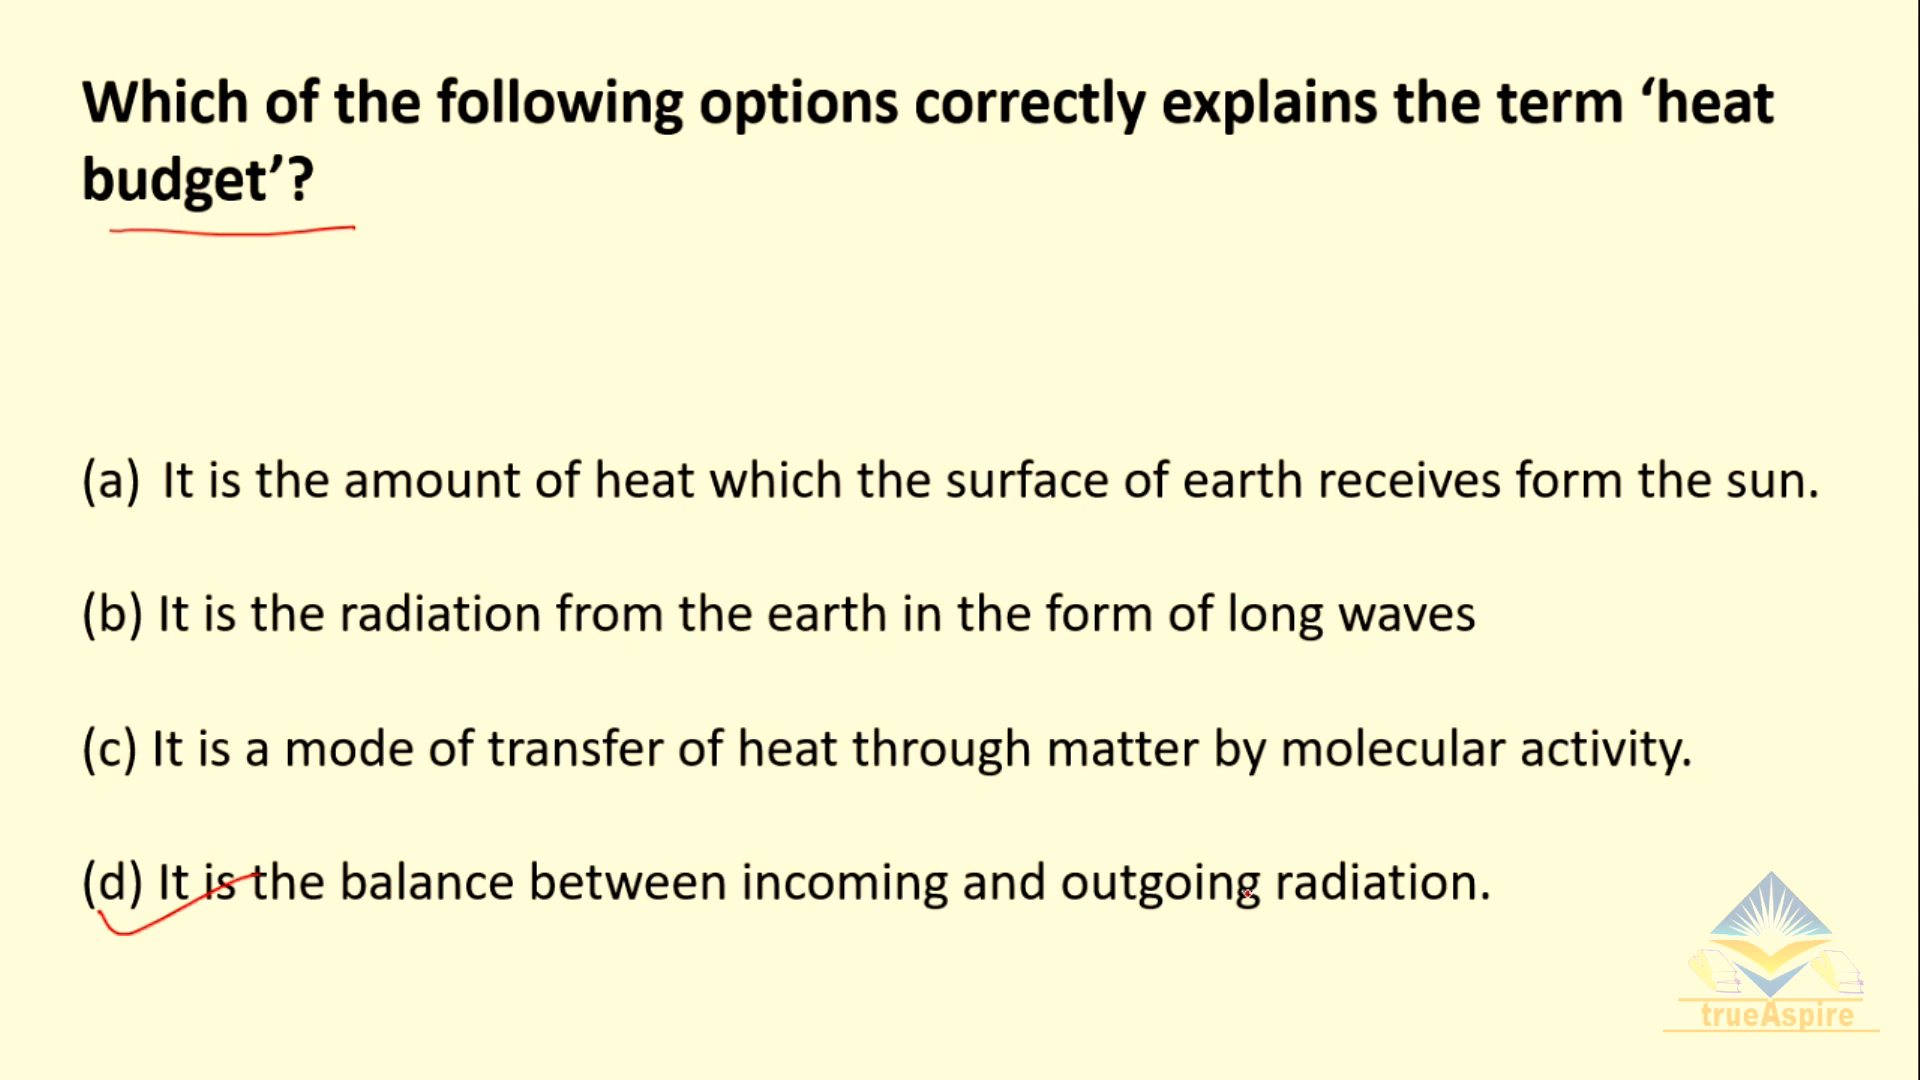 Which of the following options correctly explains the term ‘heat
budget’?
(a) It is the amount of heat which the surface of earth receives form the sun.
(b) It is the radiation from the earth in the form of long waves
(c) It is a mode of transfer of heat through matter by molecular activity.
(d) It is the balance between incoming and outgoing radiation.
trueAspire